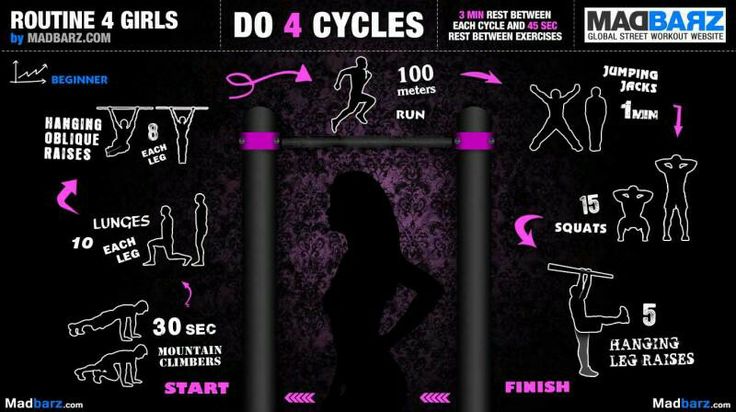 ROUTINE 4 GIRLS
by MADBARZ.COM
DO 4 CYCLES
3 MIN REST BETWEEN
EACH CYCLE AND 45 SEC
REST BETWEEN EXERCISES
MADBARZ
GLOBAL STREET WORKOUT WEBSITE
BEGINNER
START
30 SEC
MOUNTAIN
CLIMBERS
LUNGES
10 EACH
LEG
HANGING
OBLIQUE
RAISES
8
EACH
LEG
100
meters
RUN
JUMPING
JACKS
1 MIN
15
SQUATS
5
HANGING
LEG RAISES
FINISH
Madbarz.com
Madbarz.com